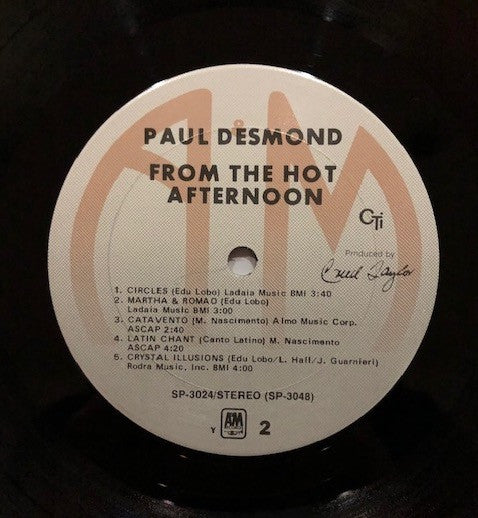 PAUL DESMOND
FROM THE HOT
AFTERNOON
CTi
Produced by
Creed Taylor
1. CIRCLES (Edu Lobo) Ladaia Music BMI 3:40
2. MARTHA & ROMAO (Edu Lobo)
Ladaia Music BMI 3:00
3. CATAVENTO (M. Nascimento) Almo Music Corp.
ASCAP 2:40
4. LATIN CHANT (Canto Latino) M. Nascimento
ASCAP 4:20
5. CRYSTAL ILLUSIONS (Edu Lobo/L. Hall/J. Guarnieri)
Rodra Music, Inc. BMI 4:00
SP-3024/STEREO (SP-3048)
Y A&M 2